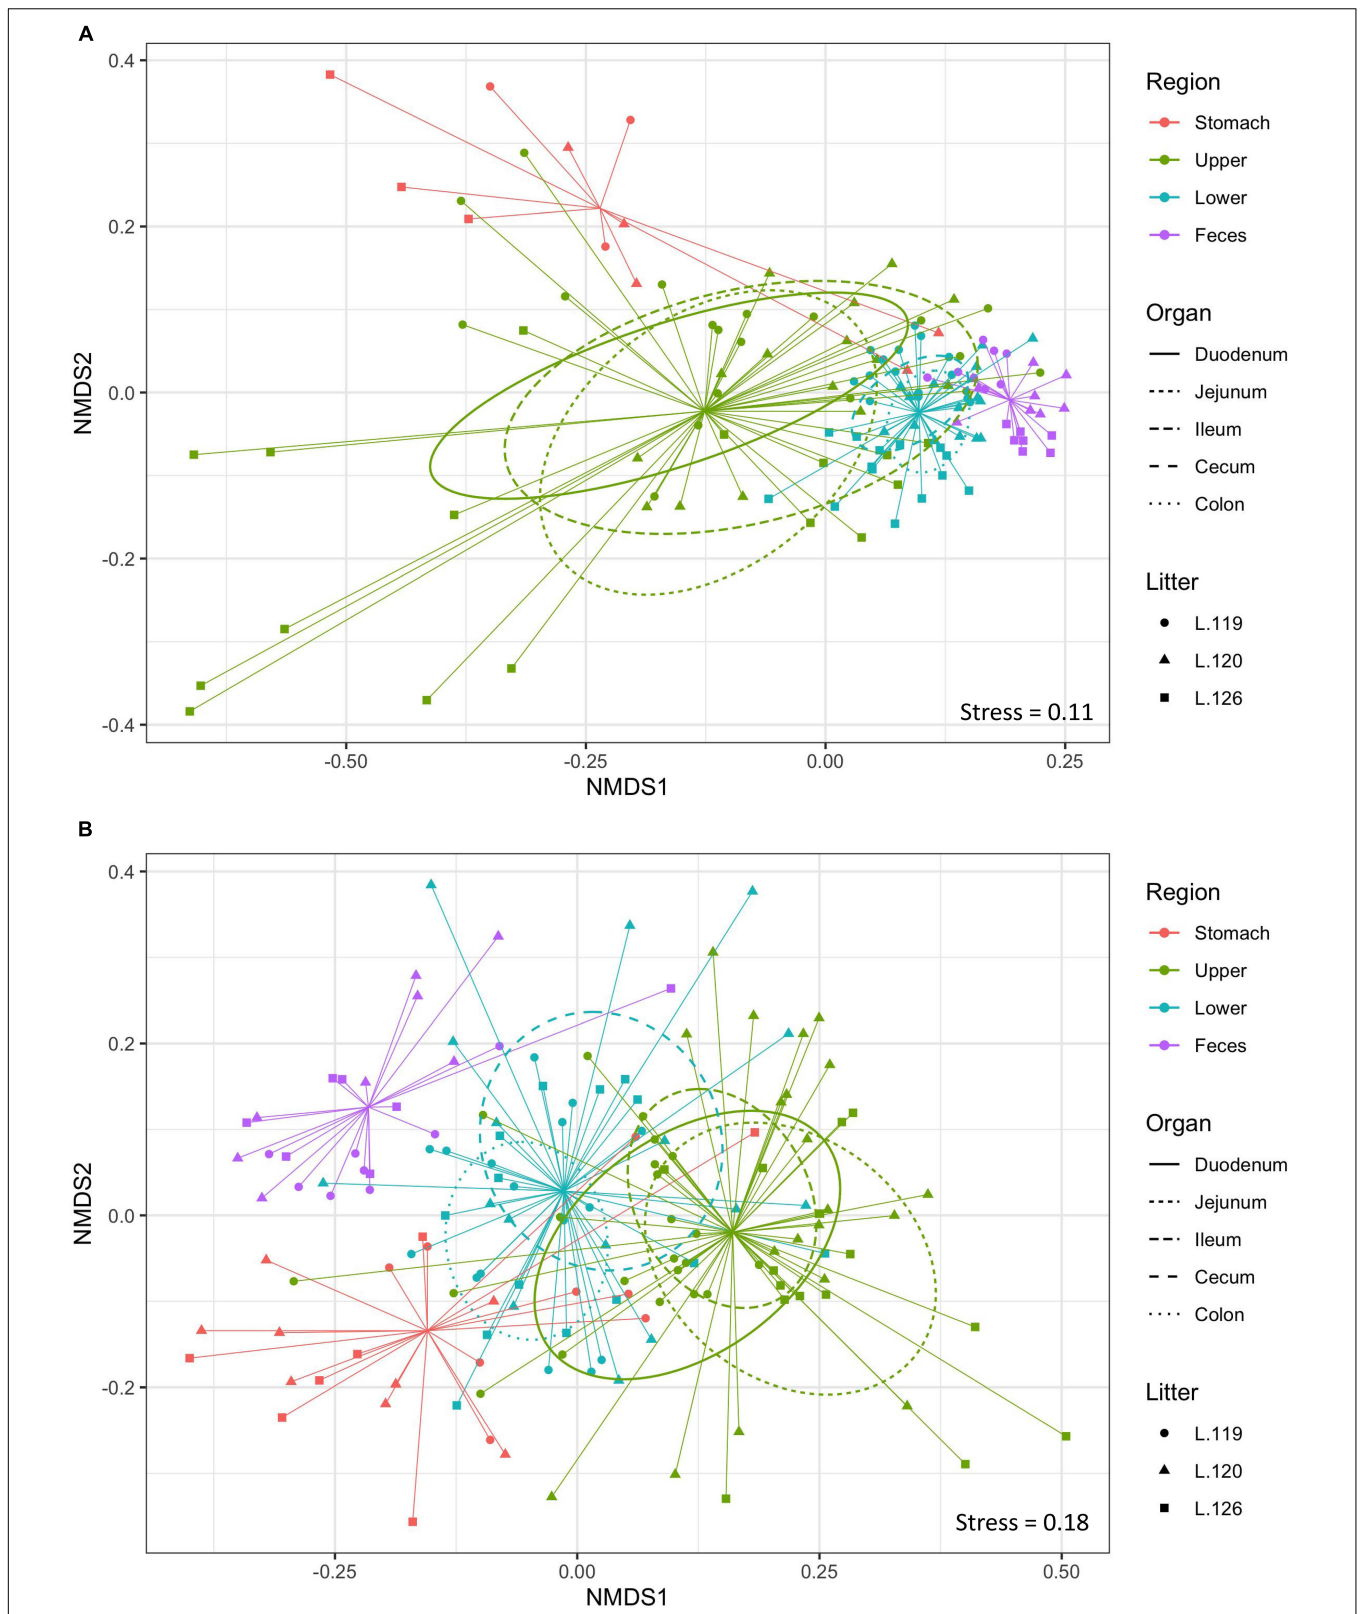 A
0.4
0.2
0.0
-0.2
-0.4
NMDS2
-0.50
-0.25
0.00
0.25
NMDS1
Stress = 0.11
Region
Stomach
Upper
Lower
Feces
Organ
Duodenum
Jejunum
Ileum
Cecum
Colon
Litter
L.119
L.120
L.126
B
0.4
0.2
0.0
-0.2
NMDS2
-0.25
0.00
0.25
0.50
NMDS1
Stress = 0.18
Region
Stomach
Upper
Lower
Feces
Organ
Duodenum
Jejunum
Ileum
Cecum
Colon
Litter
L.119
L.120
L.126